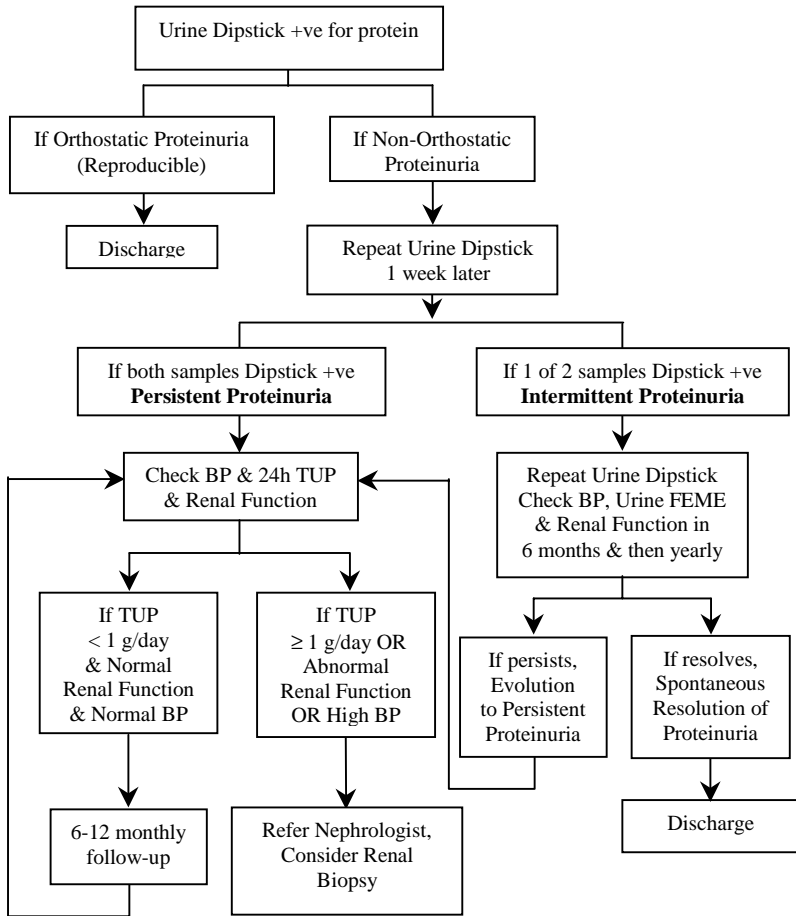 Urine Dipstick +ve for protein
If Orthostatic Proteinuria
(Reproducible)
If Non-Orthostatic
Proteinuria
Discharge
Repeat Urine Dipstick
1 week later
If both samples Dipstick +ve
Persistent Proteinuria
If 1 of 2 samples Dipstick +ve
Intermittent Proteinuria
Check BP & 24h TUP
& Renal Function
Repeat Urine Dipstick
Check BP, Urine FEME
& Renal Function in
6 months & then yearly
If TUP
< 1 g/day
& Normal
Renal Function
& Normal BP
If TUP
≥ 1 g/day OR
Abnormal
Renal Function
OR High BP
If persists,
Evolution
to Persistent
Proteinuria
If resolves,
Spontaneous
Resolution of
Proteinuria
6-12 monthly
follow-up
Refer Nephrologist,
Consider Renal
Biopsy
Discharge